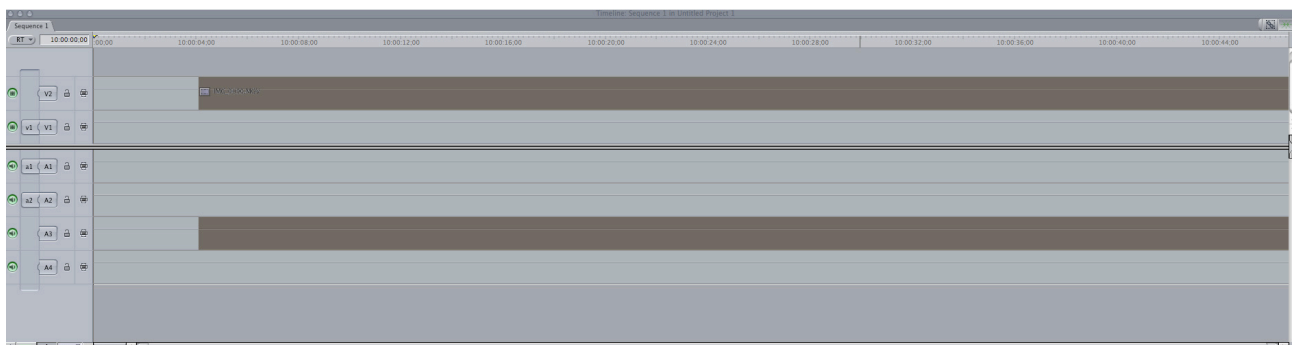 Timeline: Sequence 1 in Untitled Project 1
Sequence 1
RT 10:00:00;00 00;00 10:00:04;00 10:00:08;00 10:00:12;00 10:00:16;00 10:00:20;00 10:00:24;00 10:00:28;00 10:00:32;00 10:00:36;00 10:00:40;00 10:00:44;00
V2
v1 V1
a1 A1
a2 A2
A3
A4